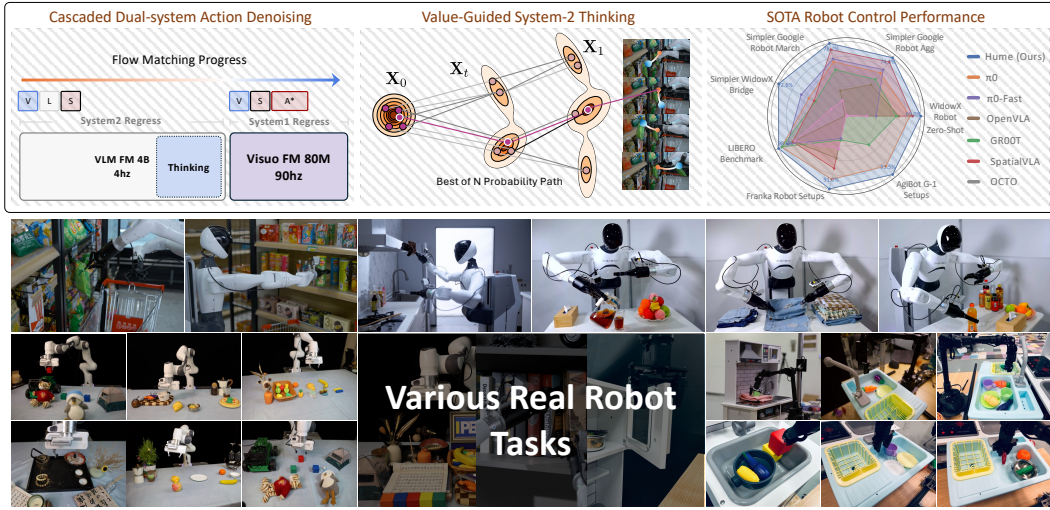 Cascaded Dual-system Action Denoising
Flow Matching Progress
V L S
V S A*
System2 Regress
System1 Regress
VLM FM 4B
4hz
Thinking
Visuo FM 80M
90hz
Value-Guided System-2 Thinking
X₀
X_t
X₁
Best of N Probability Path
SOTA Robot Control Performance
Simpler Google
Robot March
Simpler Google
Robot Agg
Simpler WidowX
Bridge
WidowX
Robot
Zero-Shot
LIBERO
Benchmark
AgiBot G-1
Setups
Franka Robot Setups
Hume (Ours)
π0
π0-Fast
OpenVLA
GR00T
SpatialVLA
OCTO
Various Real Robot
Tasks